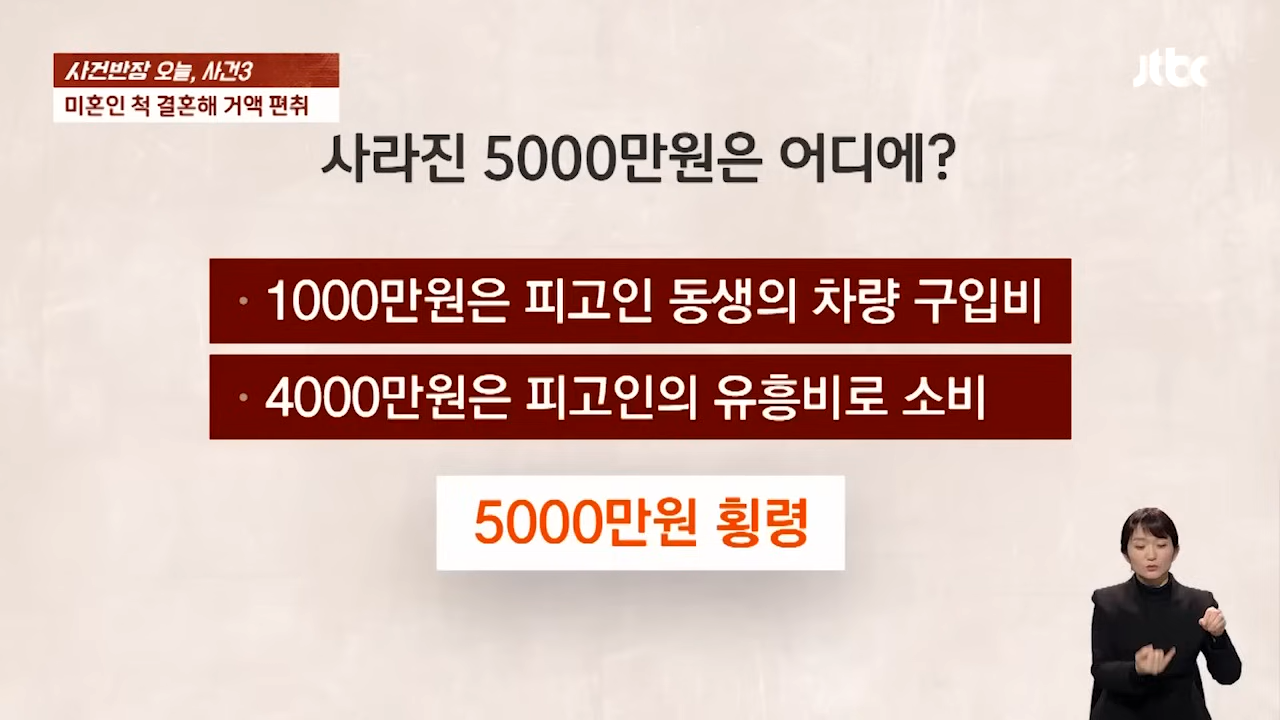 사건반장 오늘, 사건3
미혼인 척 결혼해 거액 편취
jtbc
사라진 5000만원은 어디에?
· 1000만원은 피고인 동생의 차량 구입비
· 4000만원은 피고인의 유흥비로 소비
5000만원 횡령